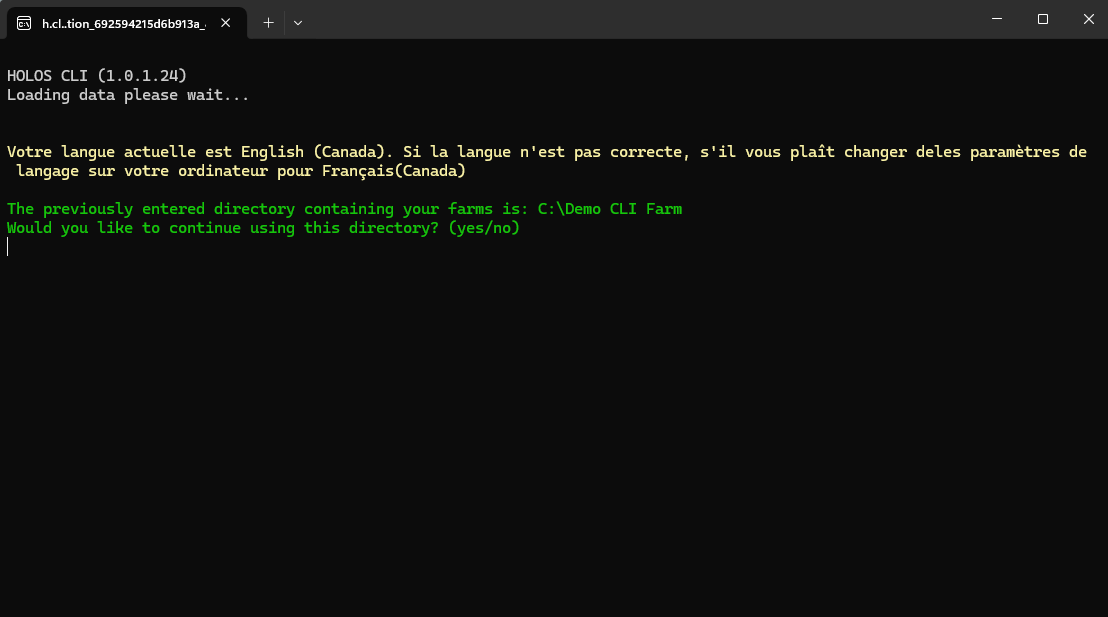 h.cl..tion_692594215d6b913a_
HOLOS CLI (1.0.1.24)
Loading data please wait...
Votre langue actuelle est English (Canada). Si la langue n'est pas correcte, s'il vous plaît changer deles paramètres de
langage sur votre ordinateur pour Français(Canada)
The previously entered directory containing your farms is: C:\Demo CLI Farm
Would you like to continue using this directory? (yes/no)